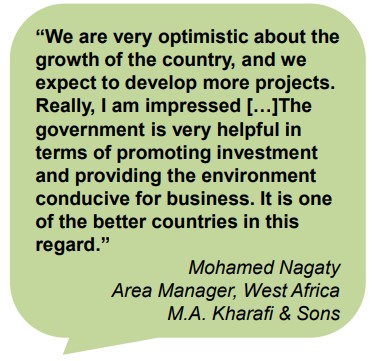 “We are very optimistic about the
growth of the country, and we
expect to develop more projects.
Really, I am impressed […]The
government is very helpful in
terms of promoting investment
and providing the environment
conducive for business. It is one
of the better countries in this
regard.”
Mohamed Nagaty
Area Manager, West Africa
M.A. Kharafi & Sons